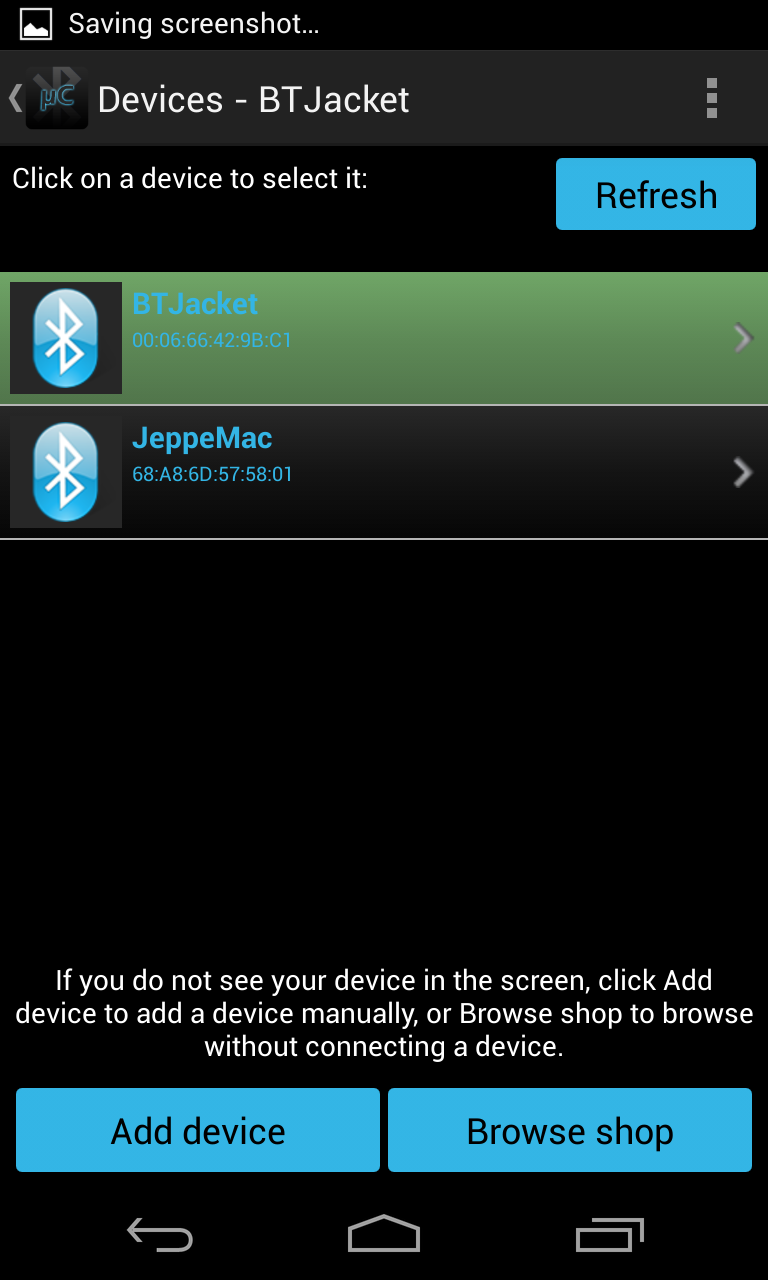 Saving screenshot...
µC
Devices - BTJacket
Click on a device to select it:
Refresh
BTJacket
00:06:66:42:9B:C1
JeppeMac
68:A8:6D:57:58:01
If you do not see your device in the screen, click Add
device to add a device manually, or Browse shop to browse
without connecting a device.
Add device
Browse shop